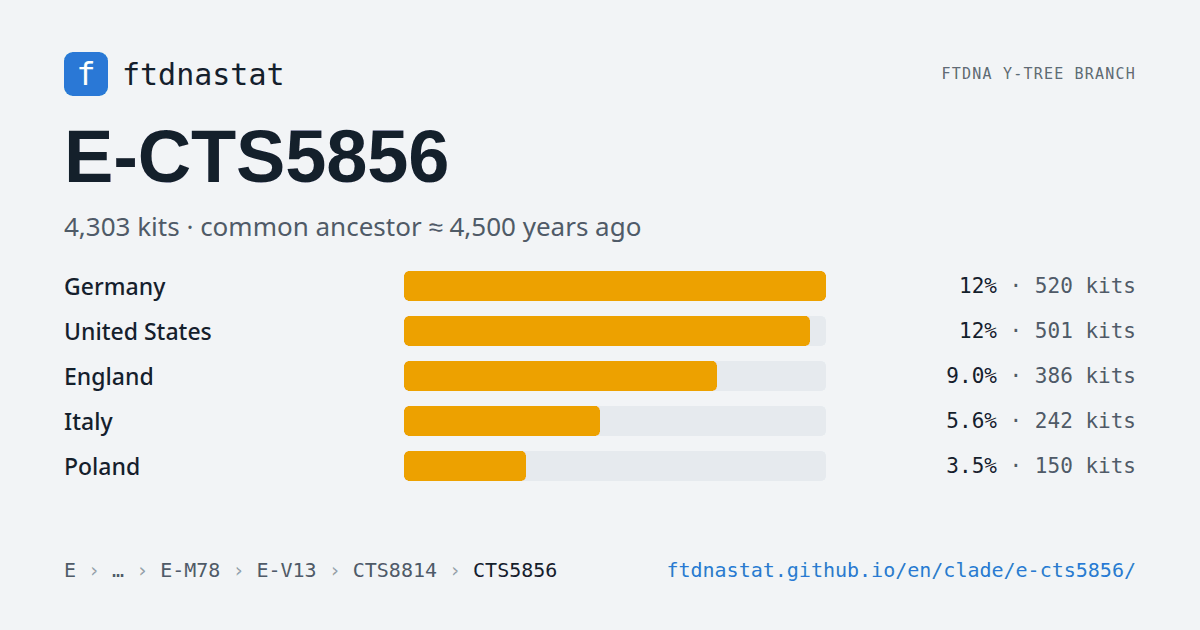 f ftdnastat
FTDNA Y-TREE BRANCH
E-CTS5856
4,303 kits · common ancestor ≈ 4,500 years ago
Germany 12% · 520 kits
United States 12% · 501 kits
England 9.0% · 386 kits
Italy 5.6% · 242 kits
Poland 3.5% · 150 kits
E › … › E-M78 › E-V13 › CTS8814 › CTS5856
ftdnastat.github.io/en/clade/e-cts5856/